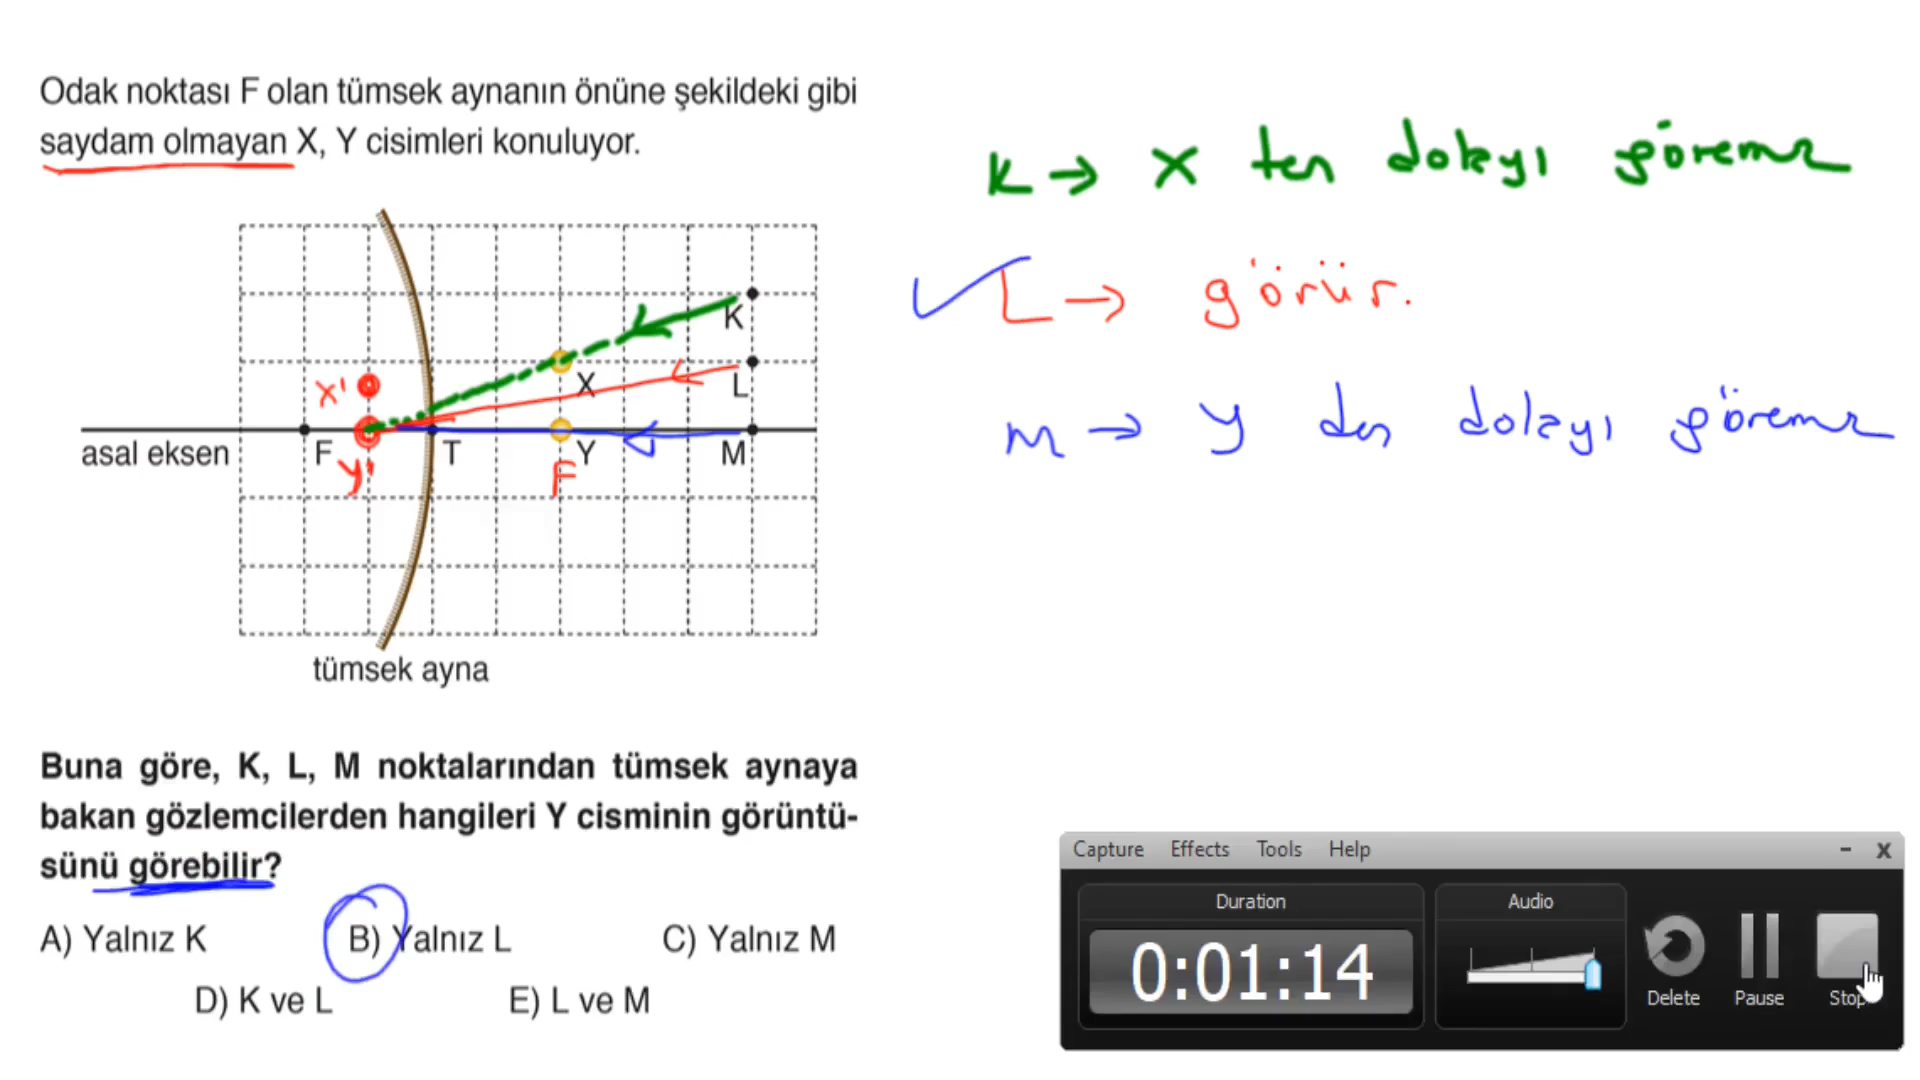 Odak noktası F olan tümsek aynanın önüne şekildeki gibi
saydam olmayan X, Y cisimleri konuluyor.
K → X ten dolayı göremez
L → görür.
M → Y den dolayı göremez
K
X'
X
L
asal eksen
F
Y'
T
F
Y
M
tümsek ayna
Buna göre, K, L, M noktalarından tümsek aynaya
bakan gözlemcilerden hangileri Y cisminin görüntü-
sünü görebilir?
A) Yalnız K
B) Yalnız L
C) Yalnız M
D) K ve L
E) L ve M
Capture Effects Tools Help
Duration
Audio
0:01:14
Delete
Pause
Stop